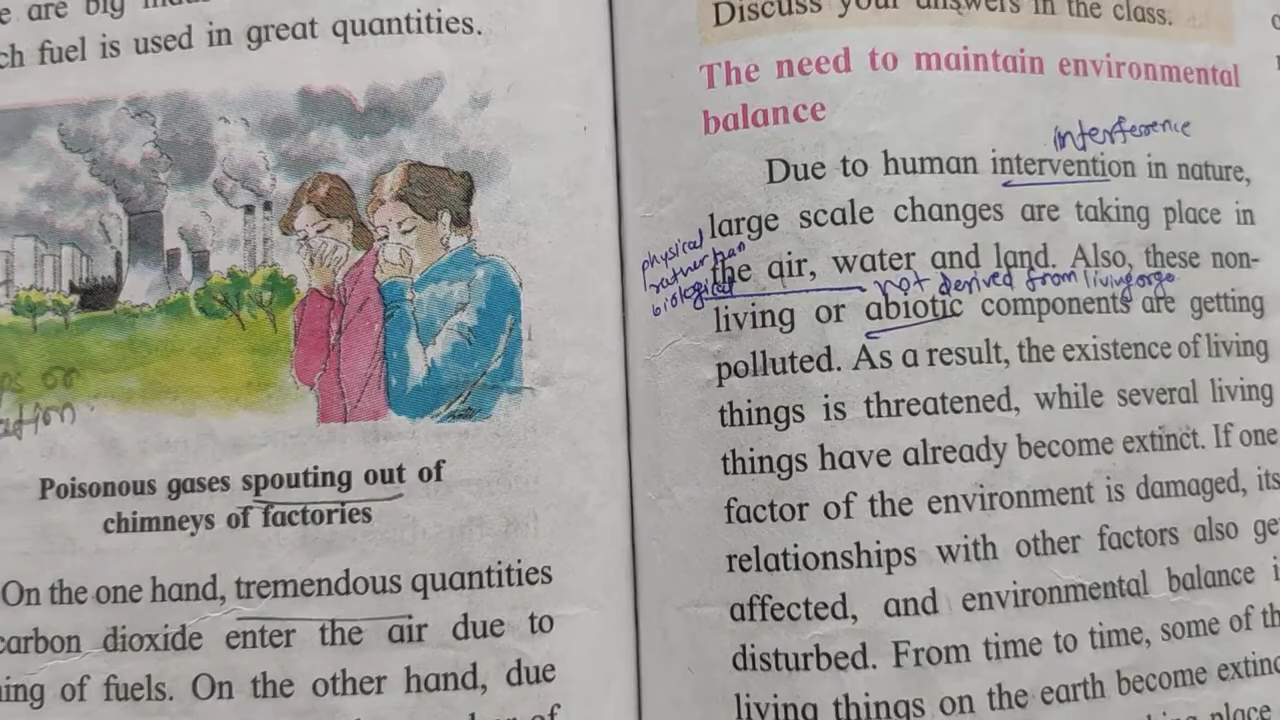 e are big
ch fuel is used in great quantities.
Poisonous gases spouting out of
chimneys of factories
On the one hand, tremendous quantities
carbon dioxide enter the air due to
ing of fuels. On the other hand, due
of
Discuss your answers in the class.
The need to maintain environmental
balance
interference
Due to human intervention in nature,
large scale changes are taking place in
physical
rather than
biological
the air, water and land. Also, these non-
not derived from living orgo
living or abiotic components are getting
polluted. As a result, the existence of living
things is threatened, while several living
things have already become extinct. If one
factor of the environment is damaged, its
relationships with other factors also ge
affected, and environmental balance i
disturbed. From time to time, some of th
living things on the earth become extinc
place